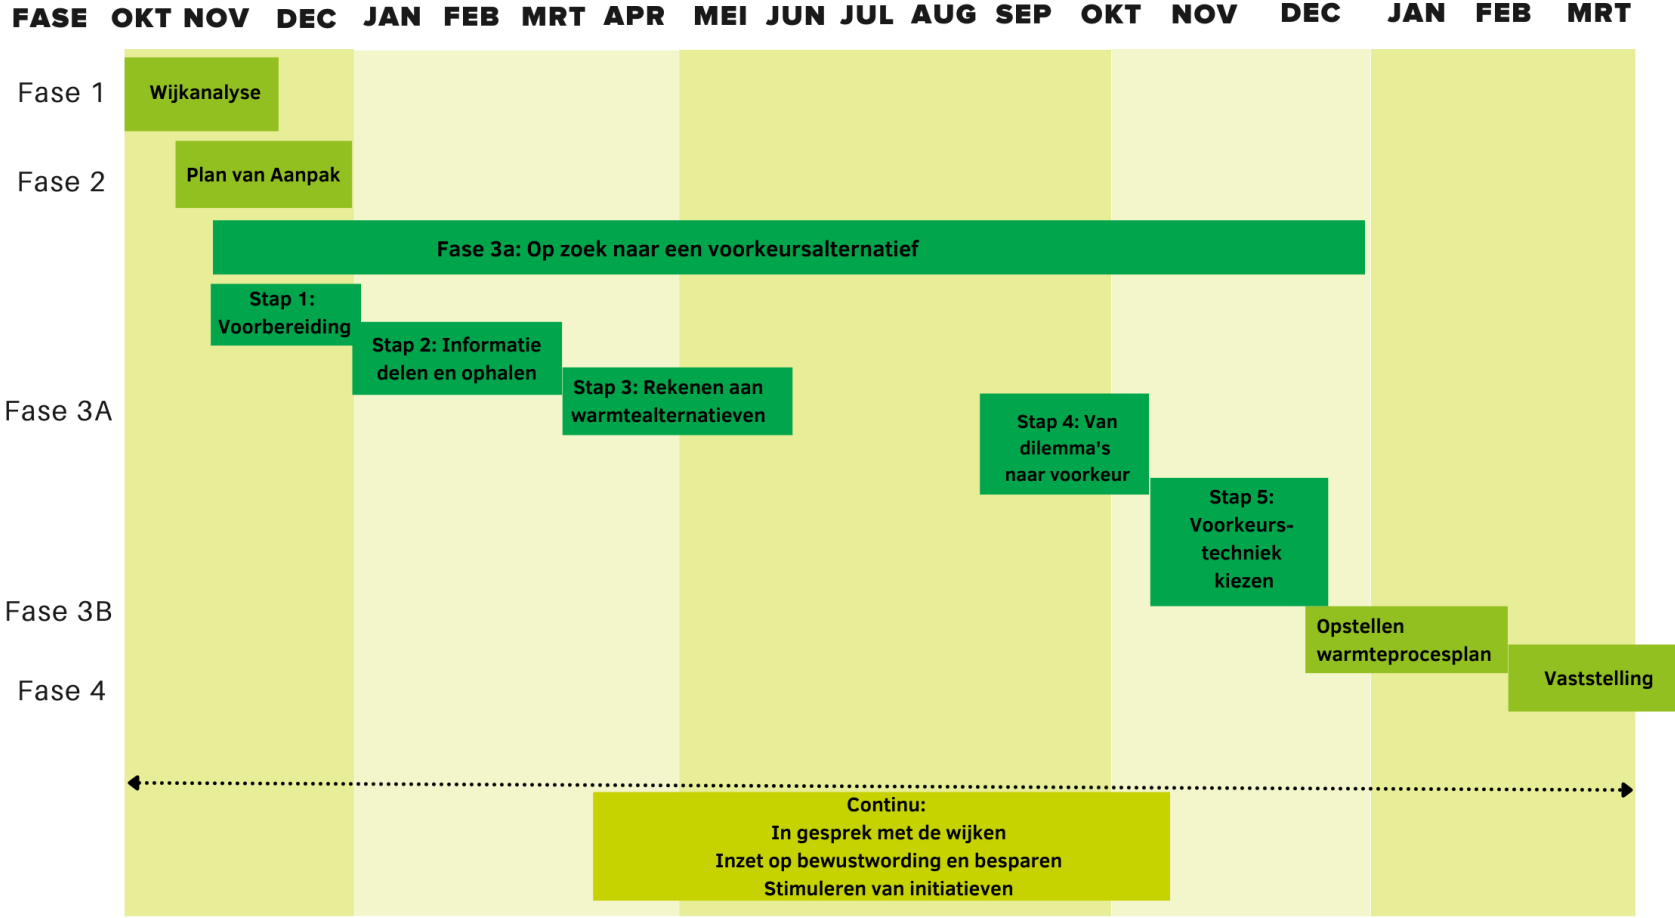 FASE OKT NOV DEC JAN FEB MRT APR MEI JUN JUL AUG SEP OKT NOV DEC JAN FEB MRT
Fase 1
Wijkanalyse
Fase 2
Plan van Aanpak
Fase 3a: Op zoek naar een voorkeursalternatief
Stap 1:
Voorbereiding
Stap 2: Informatie
delen en ophalen
Fase 3A
Stap 3: Rekenen aan
warmtealternatieven
Stap 4: Van
dilemma's
naar voorkeur
Stap 5:
Voorkeurs-
techniek
kiezen
Fase 3B
Opstellen
warmteprocesplan
Fase 4
Vaststelling
Continu:
In gesprek met de wijken
Inzet op bewustwording en besparen
Stimuleren van initiatieven